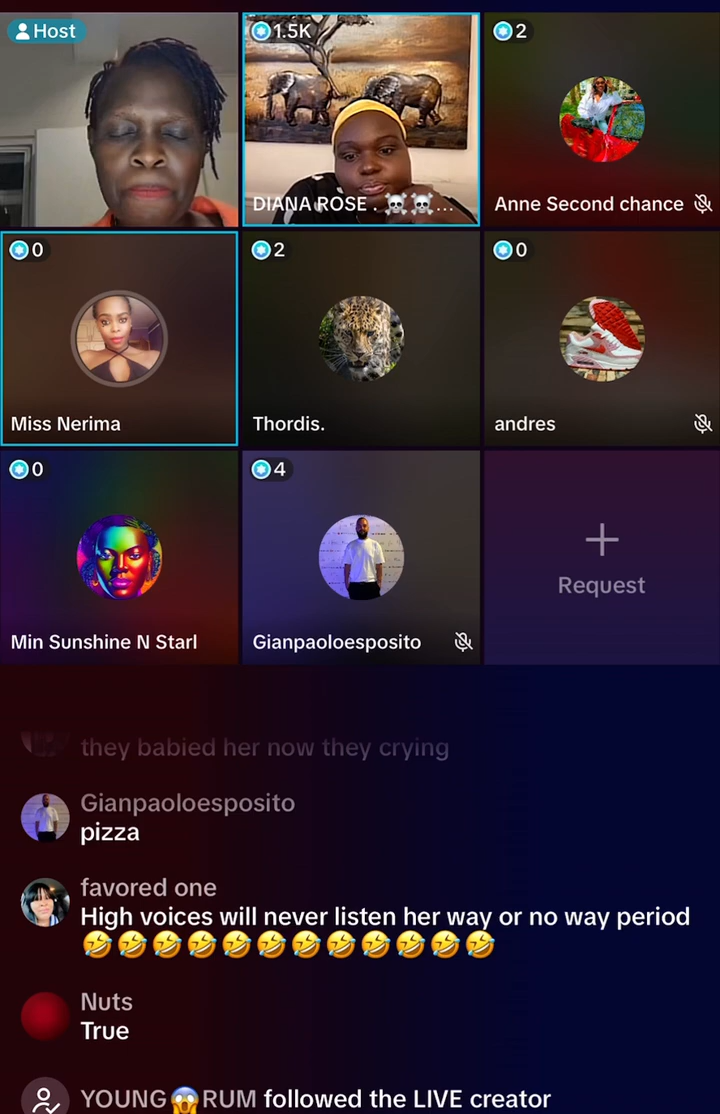 Host
1.5K
2
DIANA ROSE . ☠️☠️...
Anne Second chance
0
2
0
Miss Nerima
Thordis.
andres
0
4
Request
Min Sunshine N Starl
Gianpaoloesposito
they babied her now they crying
Gianpaoloesposito
pizza
favored one
High voices will never listen her way or no way period
🤣🤣🤣🤣🤣🤣🤣🤣🤣🤣🤣🤣
Nuts
True
YOUNG😱RUM followed the LIVE creator